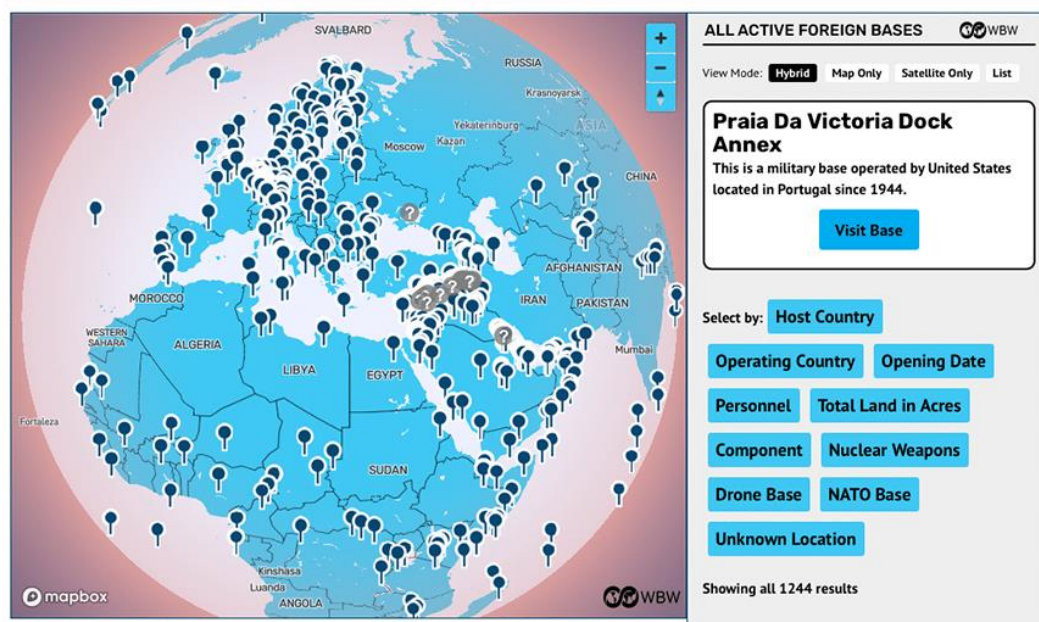 SVALBARD
RUSSIA
Krasnoyarsk
Yekaterinburg
ASIA
Moscow
Kazan
CHINA
AFGHANISTAN
IRAN
PAKISTAN
MOROCCO
WESTERN
SAHARA
ALGERIA
LIBYA
EGYPT
Mumbai
Fortaleza
SUDAN
Kinshasa
Luanda
ANGOLA
mapbox
WBW
+
−
?
?
?
?
?
?
?
ALL ACTIVE FOREIGN BASES WBW
View Mode: Hybrid Map Only Satellite Only List
Praia Da Victoria Dock
Annex
This is a military base operated by United States
located in Portugal since 1944.
Visit Base
Select by: Host Country
Operating Country Opening Date
Personnel Total Land in Acres
Component Nuclear Weapons
Drone Base NATO Base
Unknown Location
Showing all 1244 results